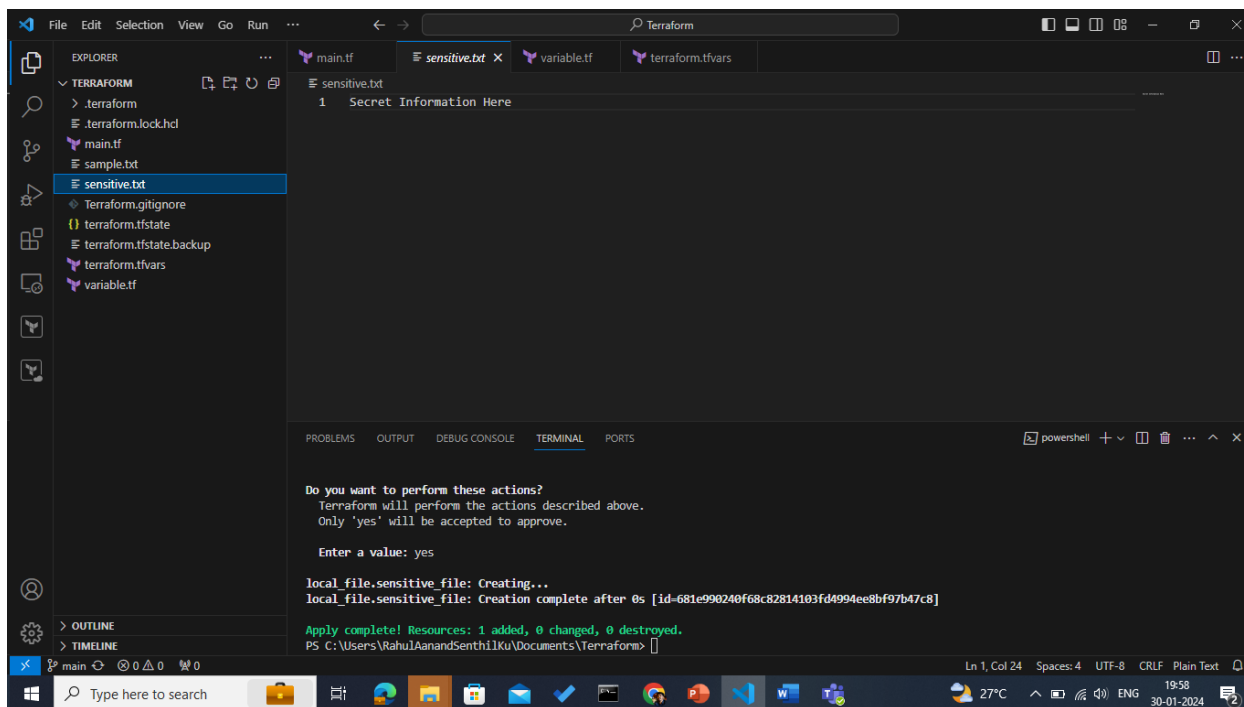 File Edit Selection View Go Run ··· Terraform
EXPLORER ···
TERRAFORM
.terraform
.terraform.lock.hcl
main.tf
sample.txt
sensitive.txt
Terraform.gitignore
{} terraform.tfstate
terraform.tfstate.backup
terraform.tfvars
variable.tf
OUTLINE
TIMELINE
main.tf sensitive.txt variable.tf terraform.tfvars
sensitive.txt
1 Secret Information Here
PROBLEMS OUTPUT DEBUG CONSOLE TERMINAL PORTS powershell
Do you want to perform these actions?
Terraform will perform the actions described above.
Only 'yes' will be accepted to approve.
Enter a value: yes
local_file.sensitive_file: Creating...
local_file.sensitive_file: Creation complete after 0s [id=681e990240f68c82814103fd4994ee8bf97b47c8]
Apply complete! Resources: 1 added, 0 changed, 0 destroyed.
PS C:\Users\RahulAanandSenthilKu\Documents\Terraform>
main 0 0 0 Ln 1, Col 24 Spaces: 4 UTF-8 CRLF Plain Text
Type here to search 27°C ENG 19:58
30-01-2024